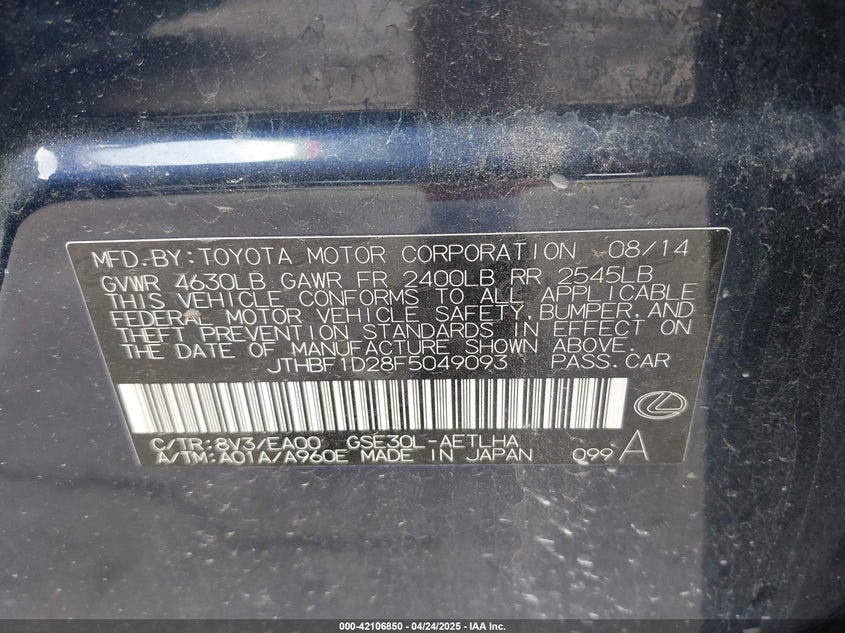 MFD.BY:TOYOTA MOTOR CORPORATION 08/14
GVWR 4630LB GAWR FR 2400LB RR 2545LB
THIS VEHICLE CONFORMS TO ALL APPLICABLE
FEDERAL MOTOR VEHICLE SAFETY,BUMPER,AND
THEFT PREVENTION STANDARDS IN EFFECT ON
THE DATE OF MANUFACTURE SHOWN ABOVE.
JTHBF1D28F5049093 PASS.CAR
C/TR:8V3/EA00 GSE30L-AETLHA
A/TM:A01A/A960E MADE IN JAPAN 099 A
000-42106850 - 04/24/2025 - IAA Inc.